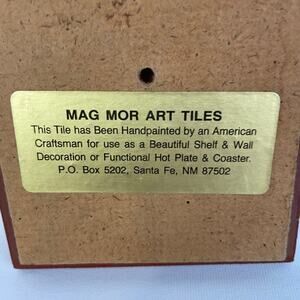 MAG MOR ART TILES
This Tile has Been Handpainted by an American
Craftsman for use as a Beautiful Shelf & Wall
Decoration or Functional Hot Plate & Coaster.
P.O. Box 5202, Santa Fe, NM 87502